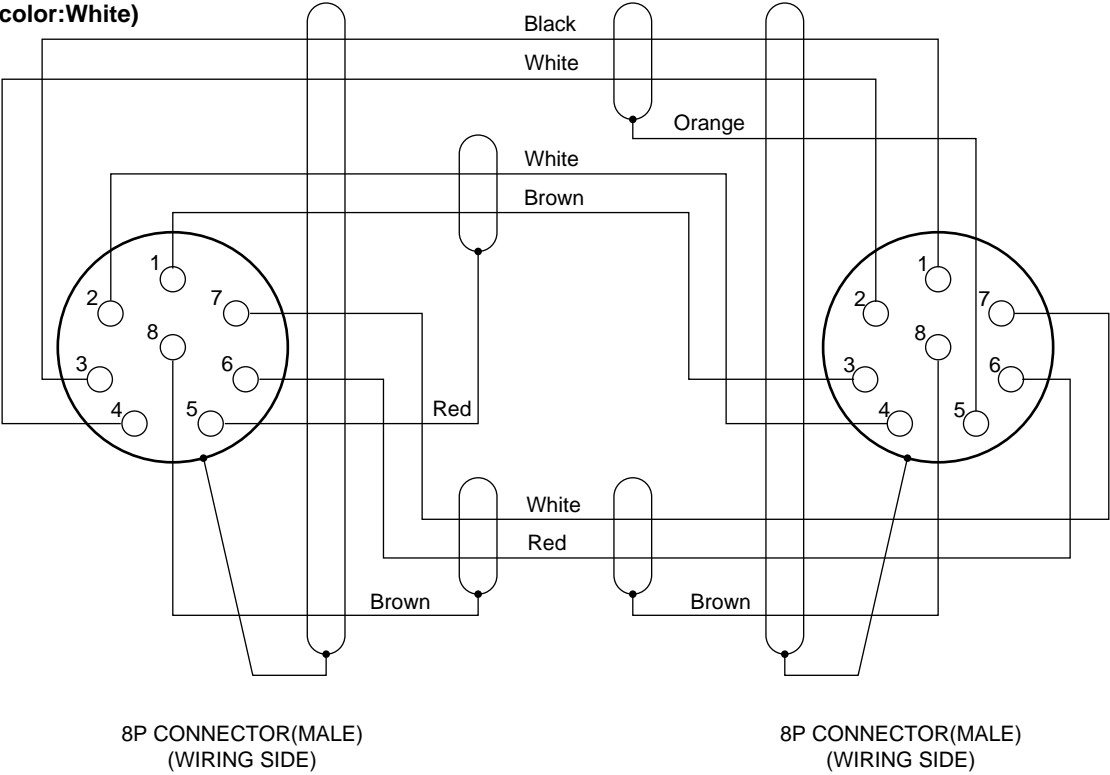 color:White)
Black
White
Orange
White
Brown
1
2
7
8
3
6
4
5
Red
1
2
7
8
3
6
4
5
White
Red
Brown
Brown
8P CONNECTOR(MALE)
(WIRING SIDE)
8P CONNECTOR(MALE)
(WIRING SIDE)